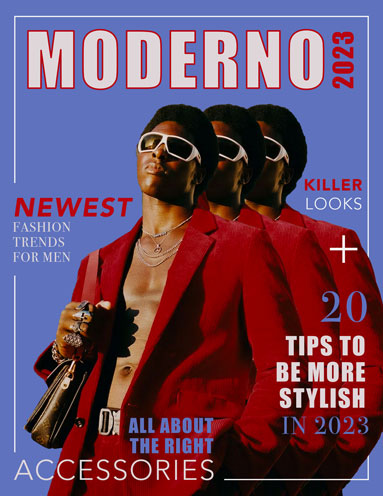 MODERNO
2023
NEWEST
FASHION
TRENDS
FOR MEN
KILLER
LOOKS
+
20
TIPS TO
BE MORE
STYLISH
IN 2023
ALL ABOUT
THE RIGHT
ACCESSORIES